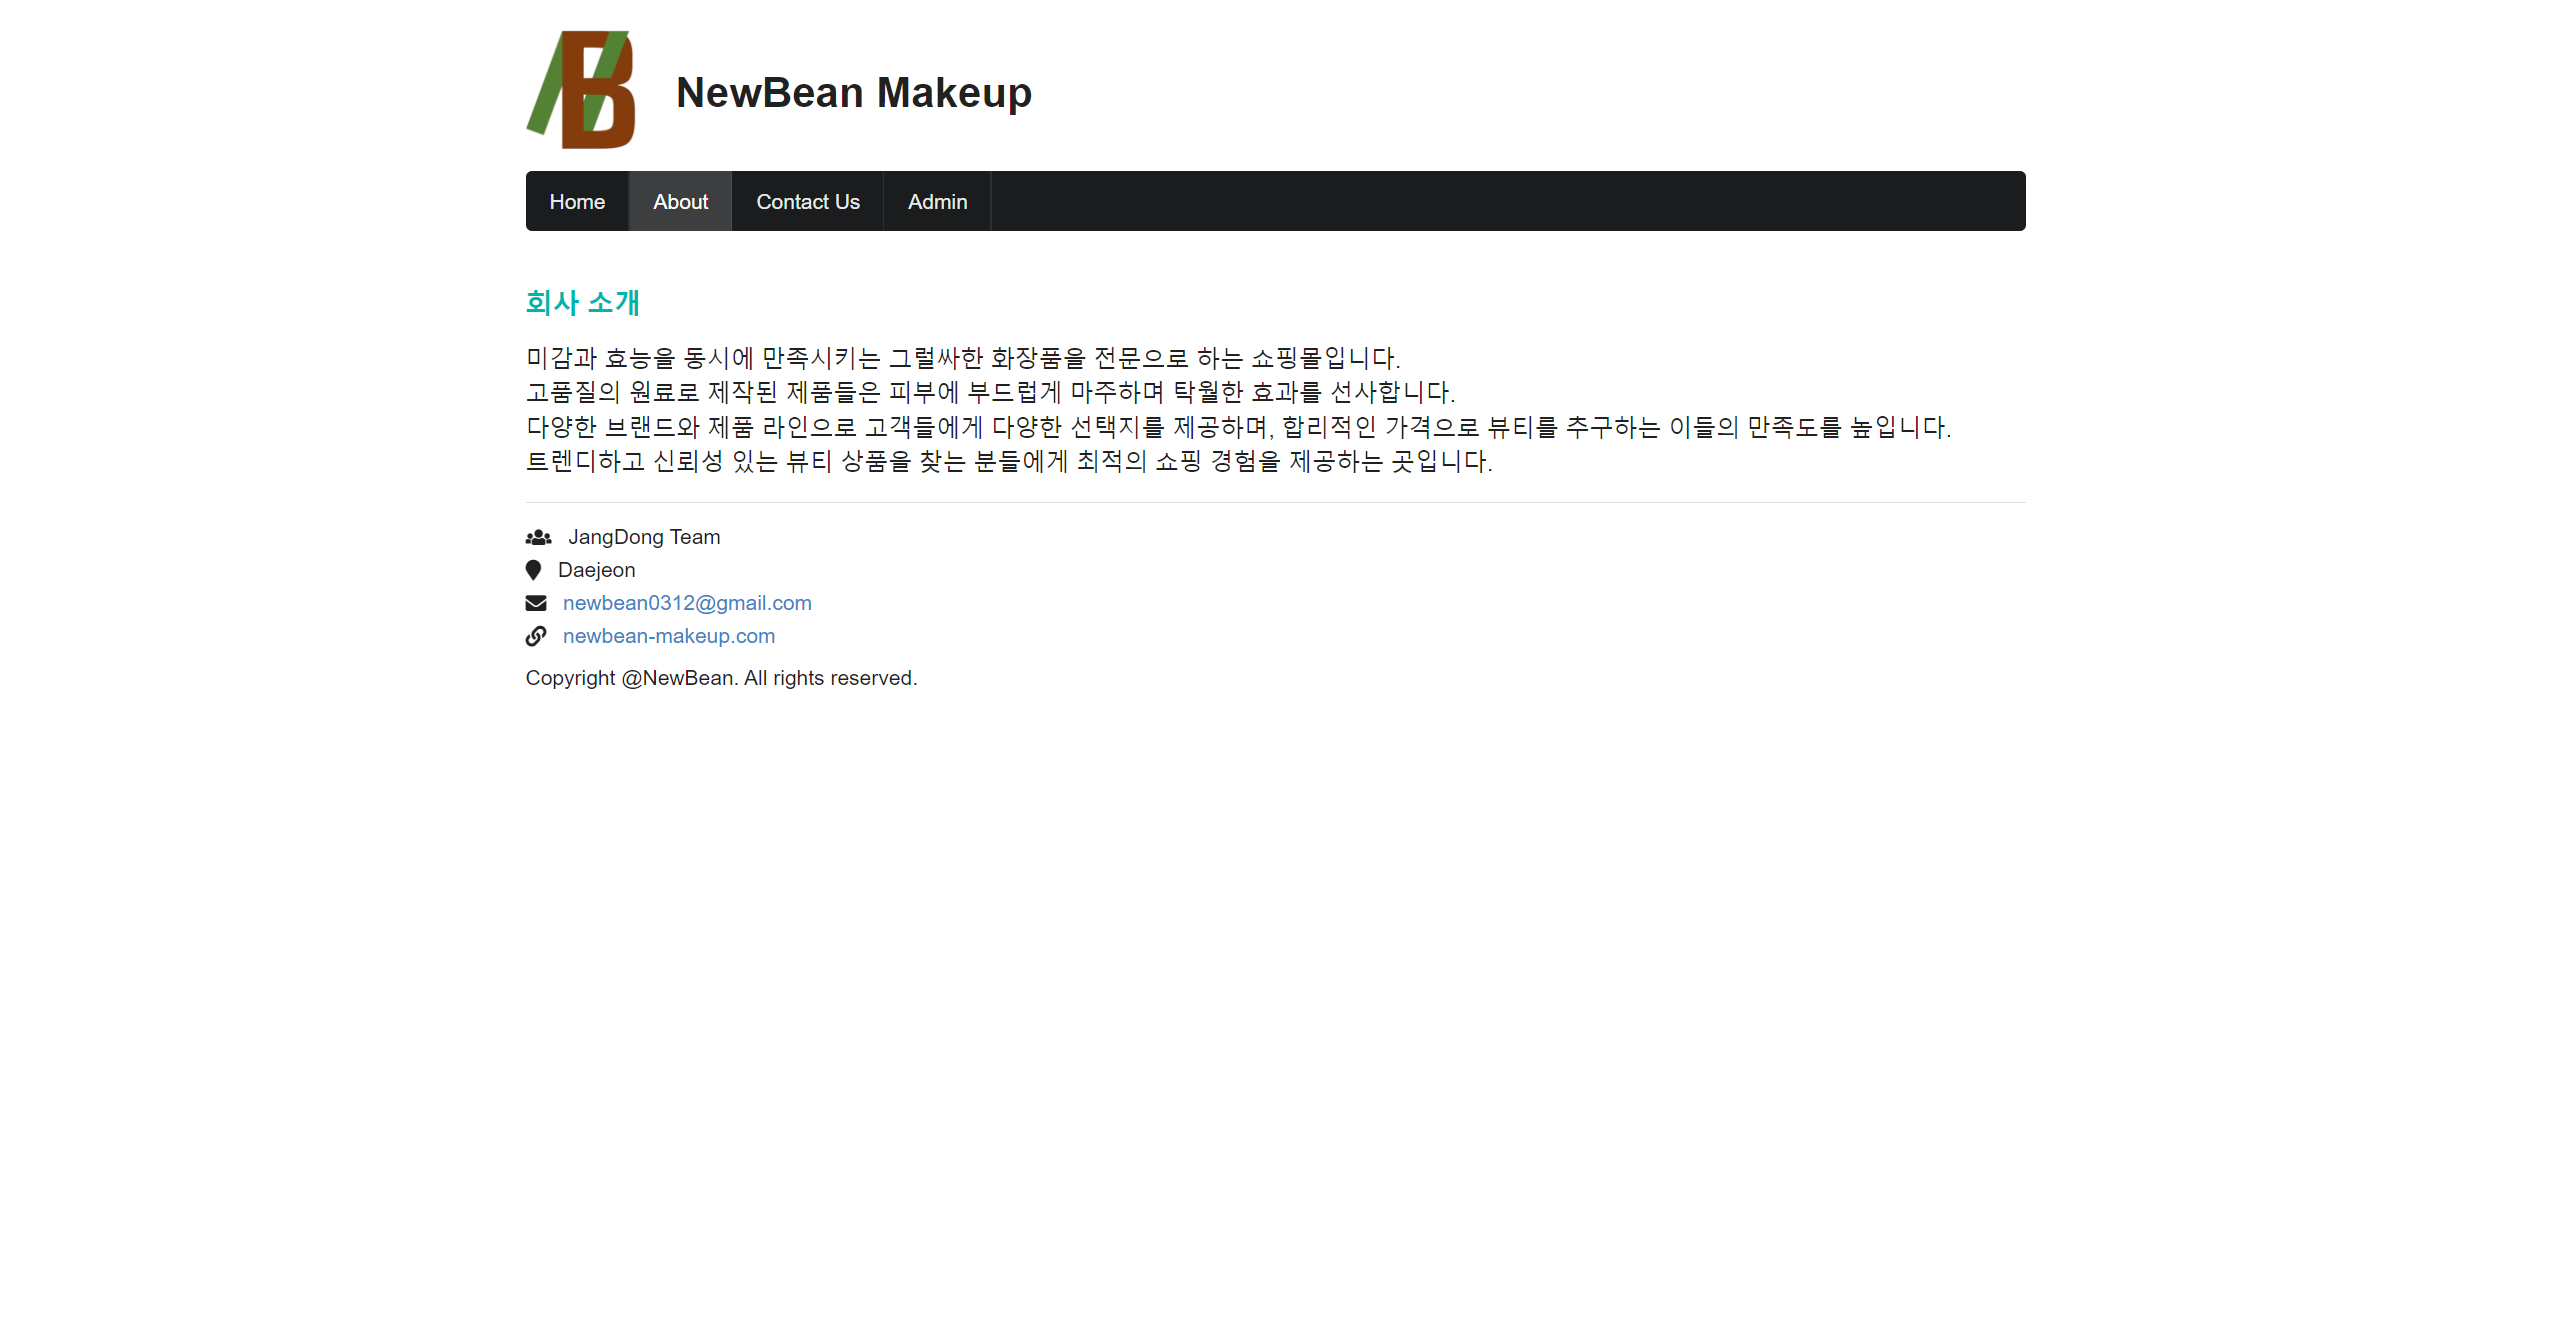 NB
NewBean Makeup
Home About Contact Us Admin
회사 소개
미감과 효능을 동시에 만족시키는 그럴싸한 화장품을 전문으로 하는 쇼핑몰입니다.
고품질의 원료로 제작된 제품들은 피부에 부드럽게 마주하며 탁월한 효과를 선사합니다.
다양한 브랜드와 제품 라인으로 고객들에게 다양한 선택지를 제공하며, 합리적인 가격으로 뷰티를 추구하는 이들의 만족도를 높입니다.
트렌디하고 신뢰성 있는 뷰티 상품을 찾는 분들에게 최적의 쇼핑 경험을 제공하는 곳입니다.
JangDong Team
Daejeon
newbean0312@gmail.com
newbean-makeup.com
Copyright @NewBean. All rights reserved.